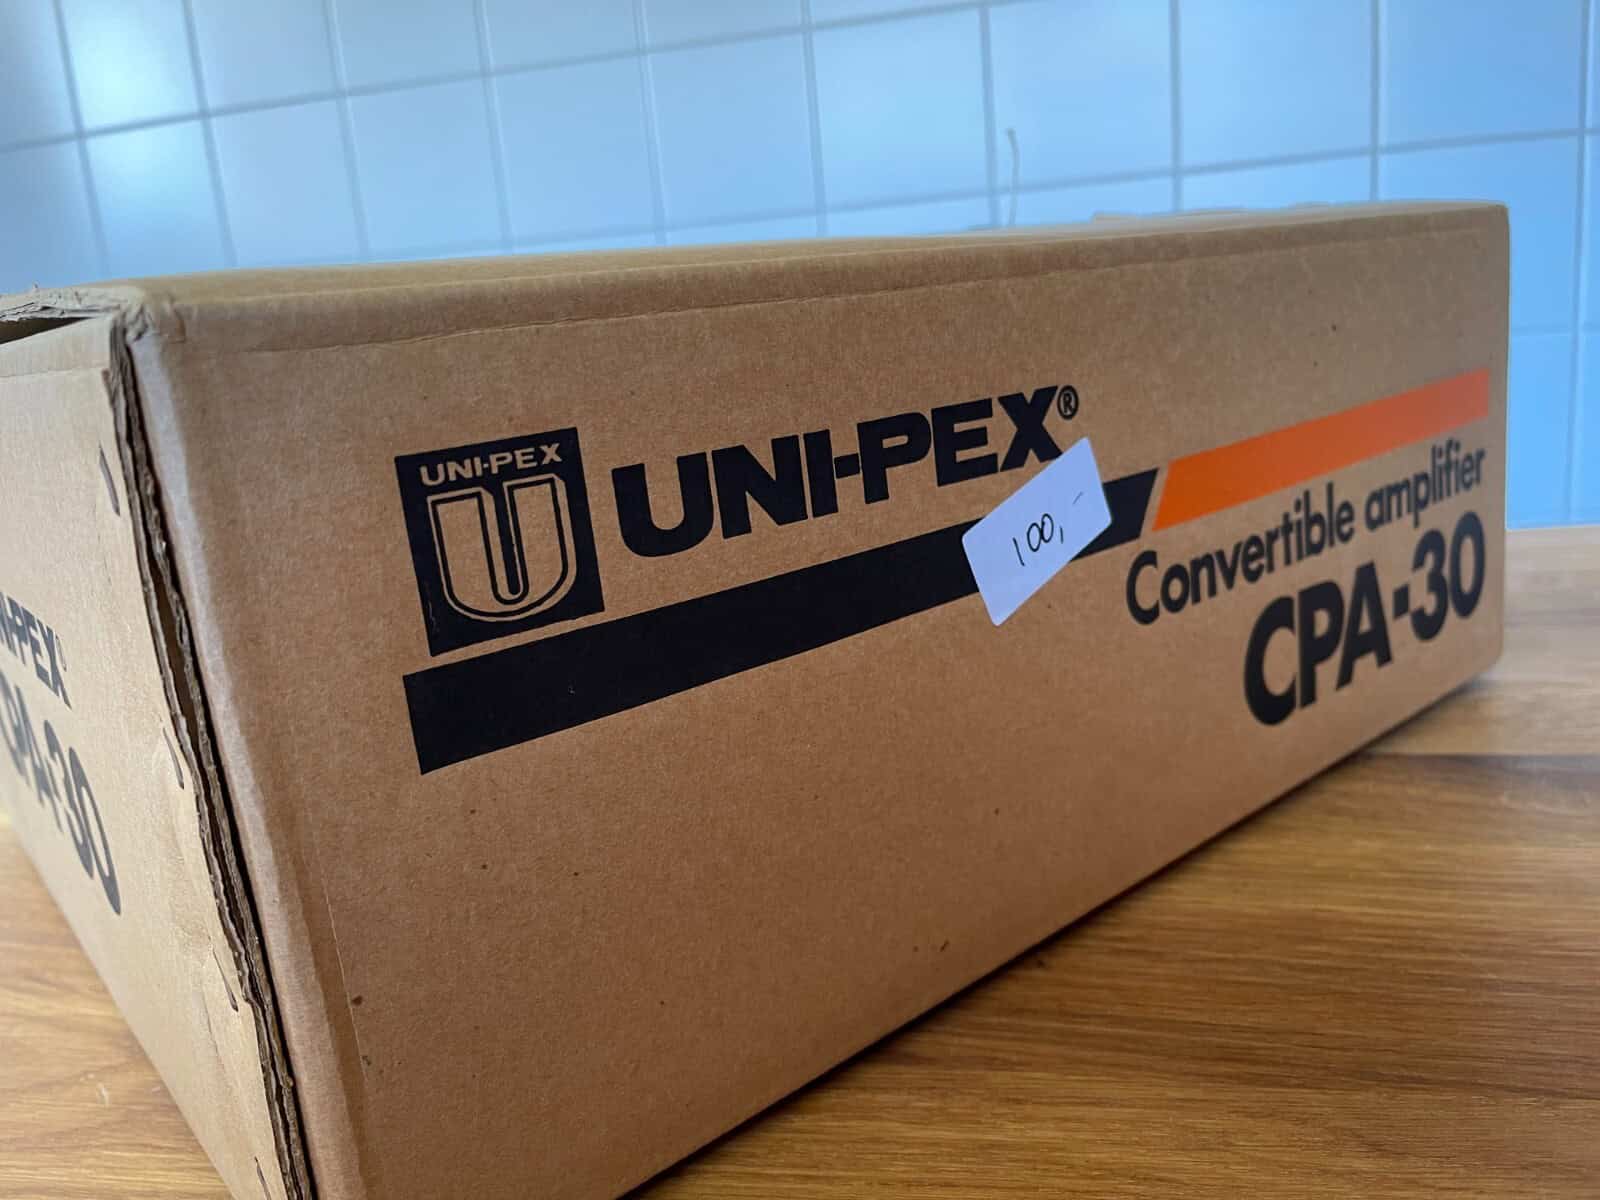 UNI-PEX
UNI-PEX®
100,-
Convertible amplifier
CPA-30
UNI-PEX®
CPA-30